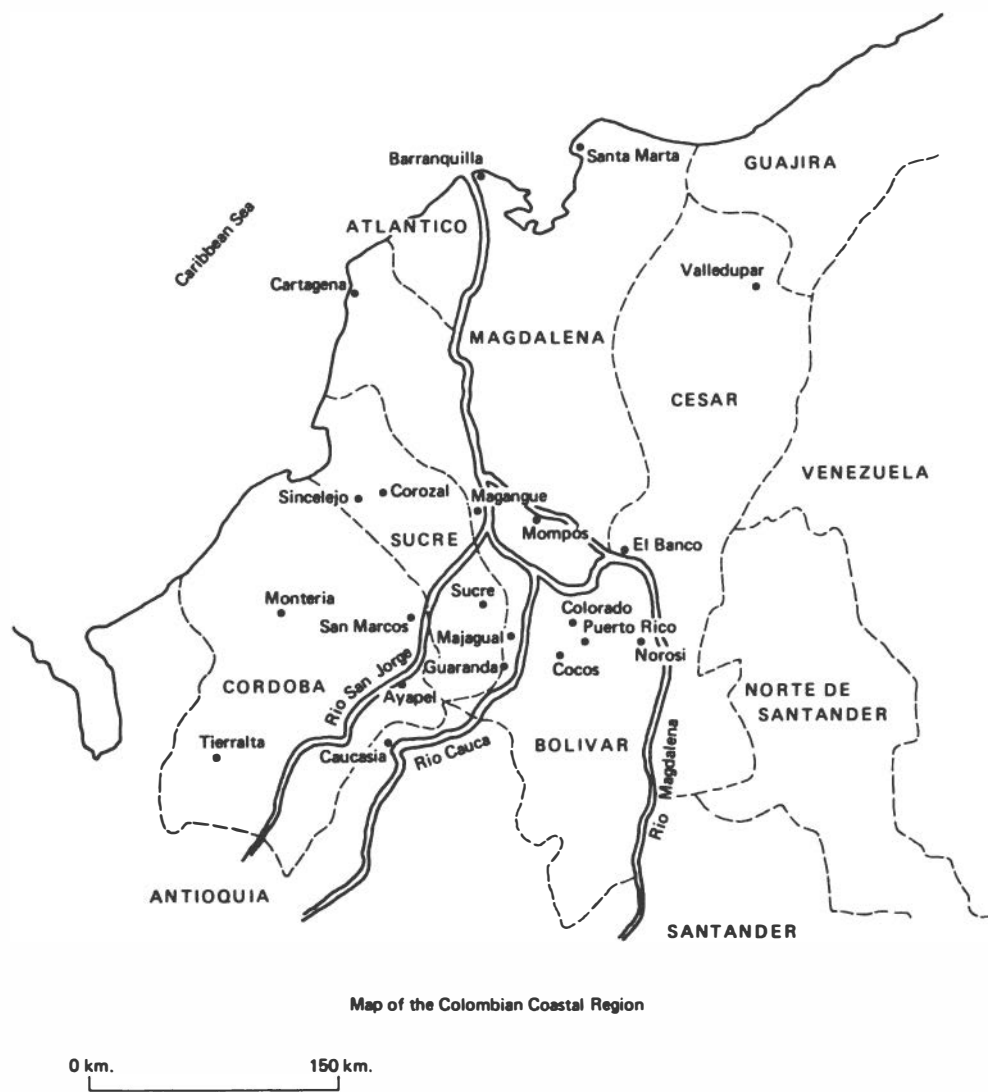 Santa Marta
GUAJIRA
Barranquilla
ATLANTICO
Caribbean Sea
Valledupar
Cartagena
MAGDALENA
CESAR
VENEZUELA
Sincelejo
Corozal
Magangue
Mompos
SUCRE
El Banco
Monteria
Sucre
Colorado
San Marcos
Puerto Rico
Majagual
Norosi
Guaranda
Cocos
CORDOBA
Rio San Jorge
Ayapel
NORTE DE
SANTANDER
Tierralta
Caucasia
Rio Cauca
BOLIVAR
Rio Magdalena
ANTIOQUIA
SANTANDER
Map of the Colombian Coastal Region
0 km.
150 km.